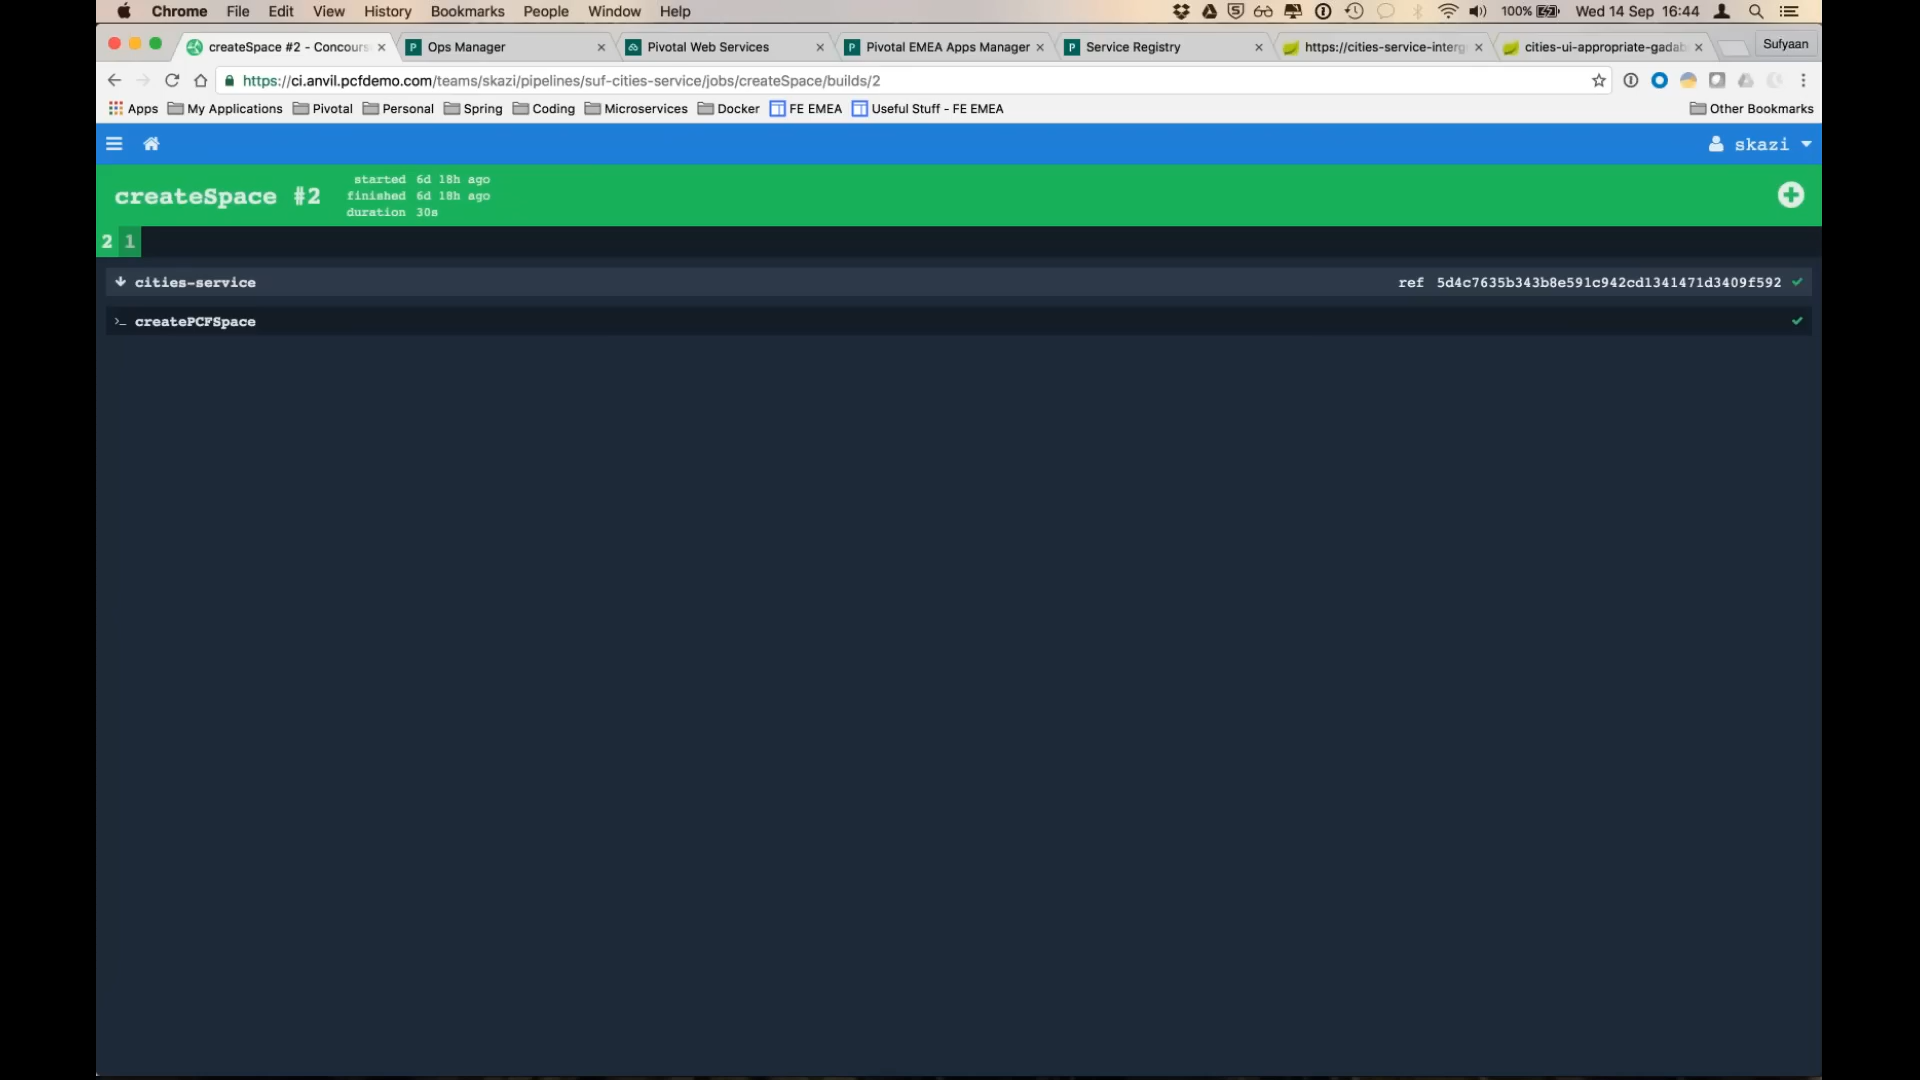 Chrome File Edit View History Bookmarks People Window Help 100% Wed 14 Sep 16:44
createSpace #2 - Concours Ops Manager Pivotal Web Services Pivotal EMEA Apps Manager Service Registry https://cities-service-interg cities-ui-appropriate-gadab Sufyaan
https://ci.anvil.pcfdemo.com/teams/skazi/pipelines/suf-cities-service/jobs/createSpace/builds/2
Apps My Applications Pivotal Personal Spring Coding Microservices Docker FE EMEA Useful Stuff - FE EMEA Other Bookmarks
skazi
createSpace #2
started 6d 18h ago
finished 6d 18h ago
duration 30s
2 1
cities-service ref 5d4c7635b343b8e591c942cd1341471d3409f592
>_ createPCFSpace